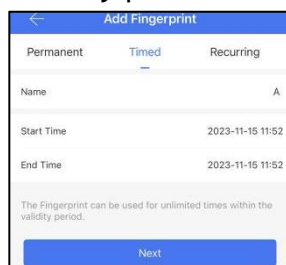 Add Fingerprint
Permanent Timed Recurring
Name A
Start Time 2023-11-15 11:52
End Time 2023-11-15 11:52
The Fingerprint can be used for unlimited times within the
validity period.
Next